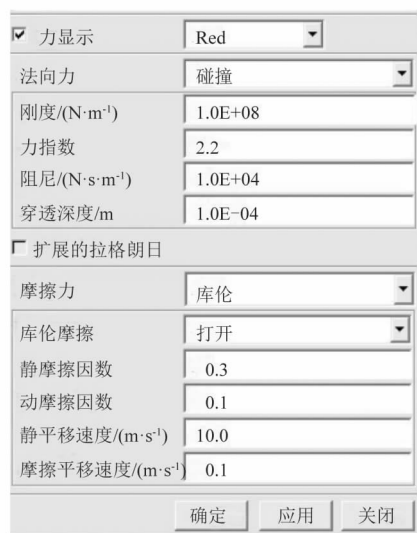 力显示 Red
法向力 碰撞
刚度/(N·m⁻¹) 1.0E+08
力指数 2.2
阻尼/(N·s·m⁻¹) 1.0E+04
穿透深度/m 1.0E-04
扩展的拉格朗日
摩擦力 库伦
库伦摩擦 打开
静摩擦因数 0.3
动摩擦因数 0.1
静平移速度/(m·s⁻¹) 10.0
摩擦平移速度/(m·s⁻¹) 0.1
确定 应用 关闭